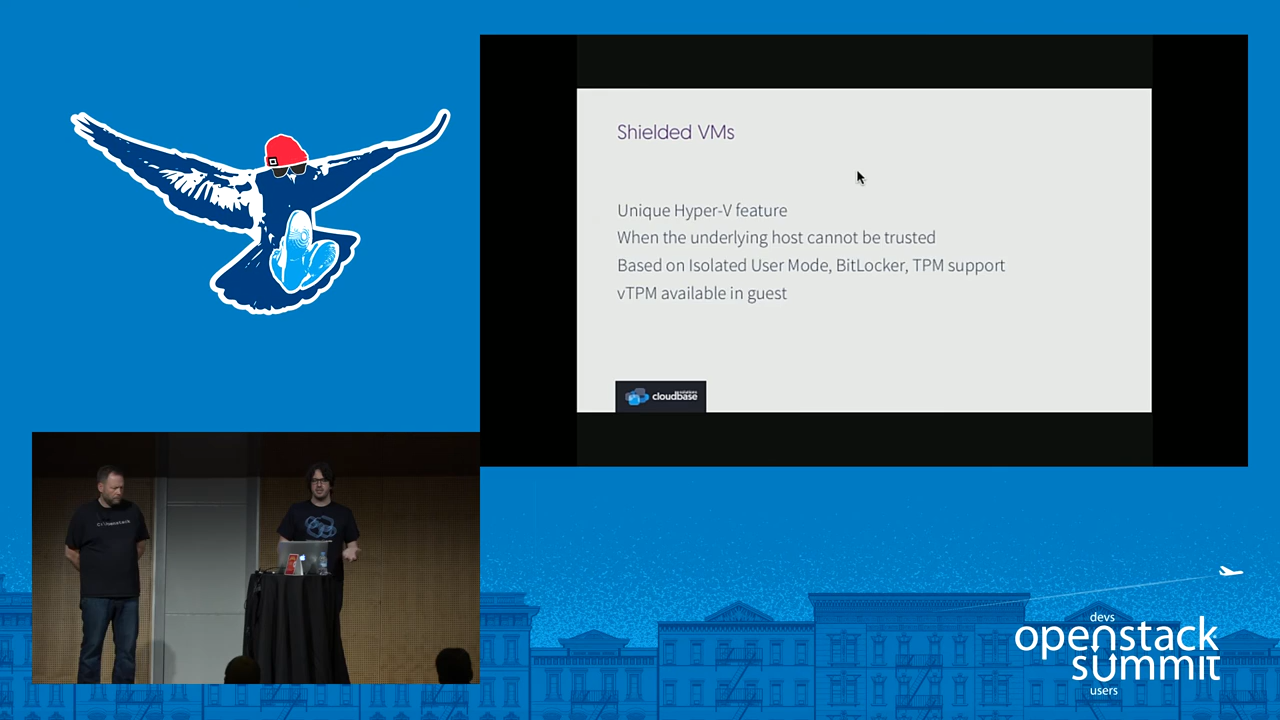 Shielded VMs
Unique Hyper-V feature
When the underlying host cannot be trusted
Based on Isolated User Mode, BitLocker, TPM support
vTPM available in guest
cloudbase
solutions
devs
openstack
summit
users